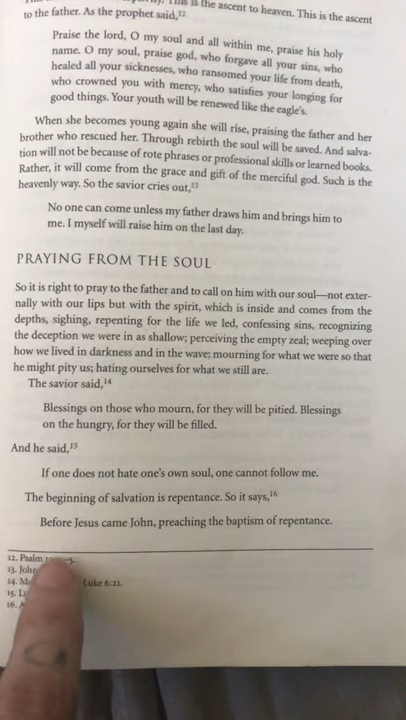 This is the ascent to heaven. This is the ascent
to the father. As the prophet said,¹²
Praise the lord, O my soul and all within me, praise his holy
name. O my soul, praise god, who forgave all your sins, who
healed all your sicknesses, who ransomed your life from death,
who crowned you with mercy, who satisfies your longing for
good things. Your youth will be renewed like the eagle's.
When she becomes young again she will rise, praising the father and her
brother who rescued her. Through rebirth the soul will be saved. And salva-
tion will not be because of rote phrases or professional skills or learned books.
Rather, it will come from the grace and gift of the merciful god. Such is the
heavenly way. So the savior cries out,¹³
No one can come unless my father draws him and brings him to
me. I myself will raise him on the last day.
PRAYING FROM THE SOUL
So it is right to pray to the father and to call on him with our soul—not exter-
nally with our lips but with the spirit, which is inside and comes from the
depths, sighing, repenting for the life we led, confessing sins, recognizing
the deception we were in as shallow; perceiving the empty zeal; weeping over
how we lived in darkness and in the wave; mourning for what we were so that
he might pity us; hating ourselves for what we still are.
The savior said,¹⁴
Blessings on those who mourn, for they will be pitied. Blessings
on the hungry, for they will be filled.
And he said,¹⁵
If one does not hate one's own soul, one cannot follow me.
The beginning of salvation is repentance. So it says,¹⁶
Before Jesus came John, preaching the baptism of repentance.
12. Psalm
13. John
14. Luke 6:21.
15.
16.